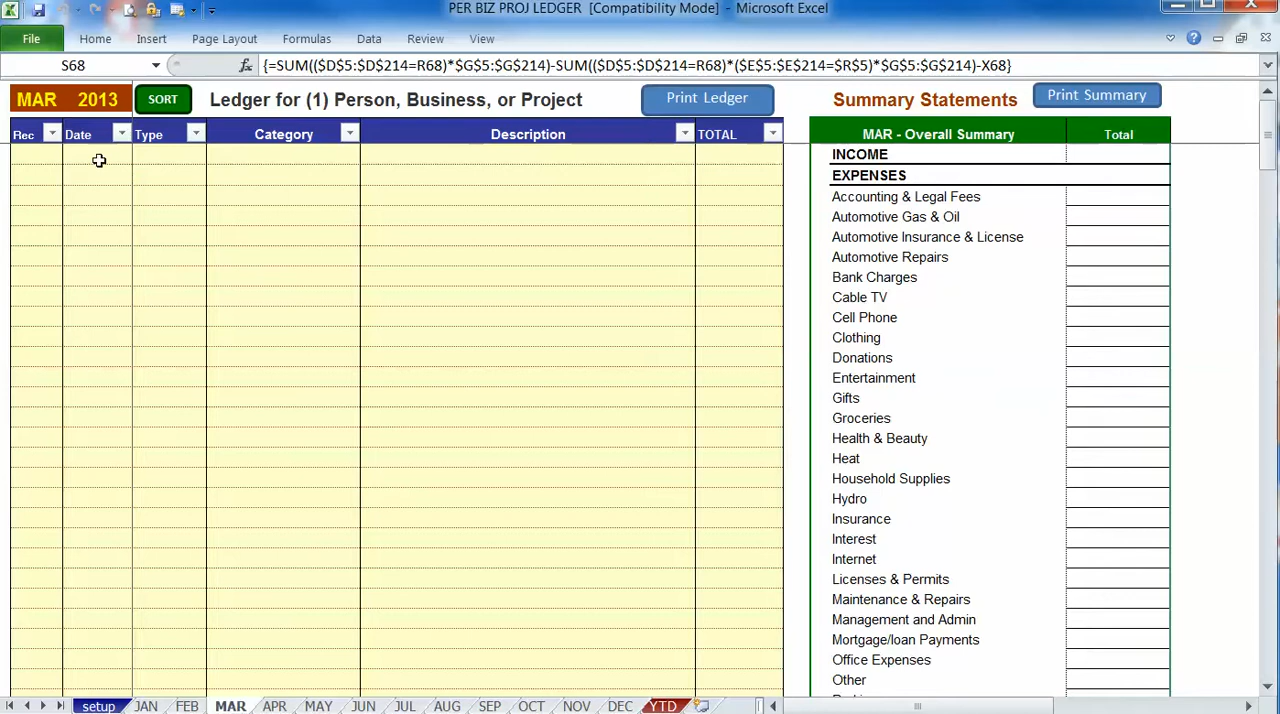 PER BIZ PROJ LEDGER [Compatibility Mode] - Microsoft Excel
File Home Insert Page Layout Formulas Data Review View
S68 fx {=SUM(($D$5:$D$214=R68)*$G$5:$G$214)-SUM(($D$5:$D$214=R68)*($E$5:$E$214=$R$5)*$G$5:$G$214)-X68}
MAR 2013 SORT Ledger for (1) Person, Business, or Project Print Ledger Summary Statements Print Summary
Rec Date Type Category Description TOTAL MAR - Overall Summary Total
INCOME
EXPENSES
Accounting & Legal Fees
Automotive Gas & Oil
Automotive Insurance & License
Automotive Repairs
Bank Charges
Cable TV
Cell Phone
Clothing
Donations
Entertainment
Gifts
Groceries
Health & Beauty
Heat
Household Supplies
Hydro
Insurance
Interest
Internet
Licenses & Permits
Maintenance & Repairs
Management and Admin
Mortgage/loan Payments
Office Expenses
Other
setup JAN FEB MAR APR MAY JUN JUL AUG SEP OCT NOV DEC YTD